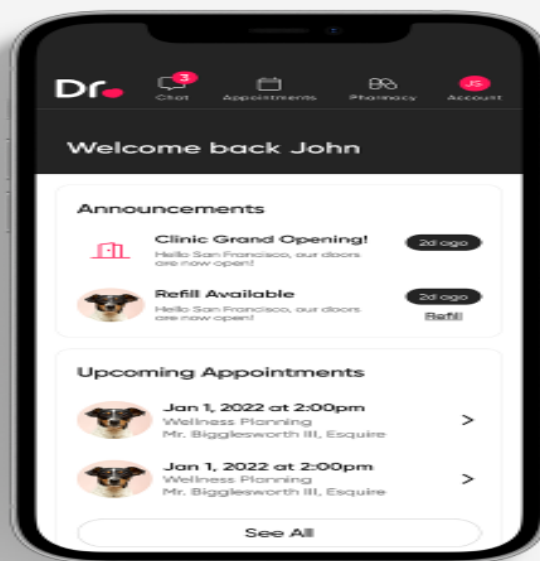 Dr.
3
Chat
Appointments
Pharmacy
JS
Account
Welcome back John
Announcements
Clinic Grand Opening!
2d ago
Hello San Francisco, our doors
are now open!
Refill Available
2d ago
Hello San Francisco, our doors
are now open!
Refill
Upcoming Appointments
Jan 1, 2022 at 2:00pm
Wellness Planning
Mr. Bigglesworth III, Esquire
Jan 1, 2022 at 2:00pm
Wellness Planning
Mr. Bigglesworth III, Esquire
See All